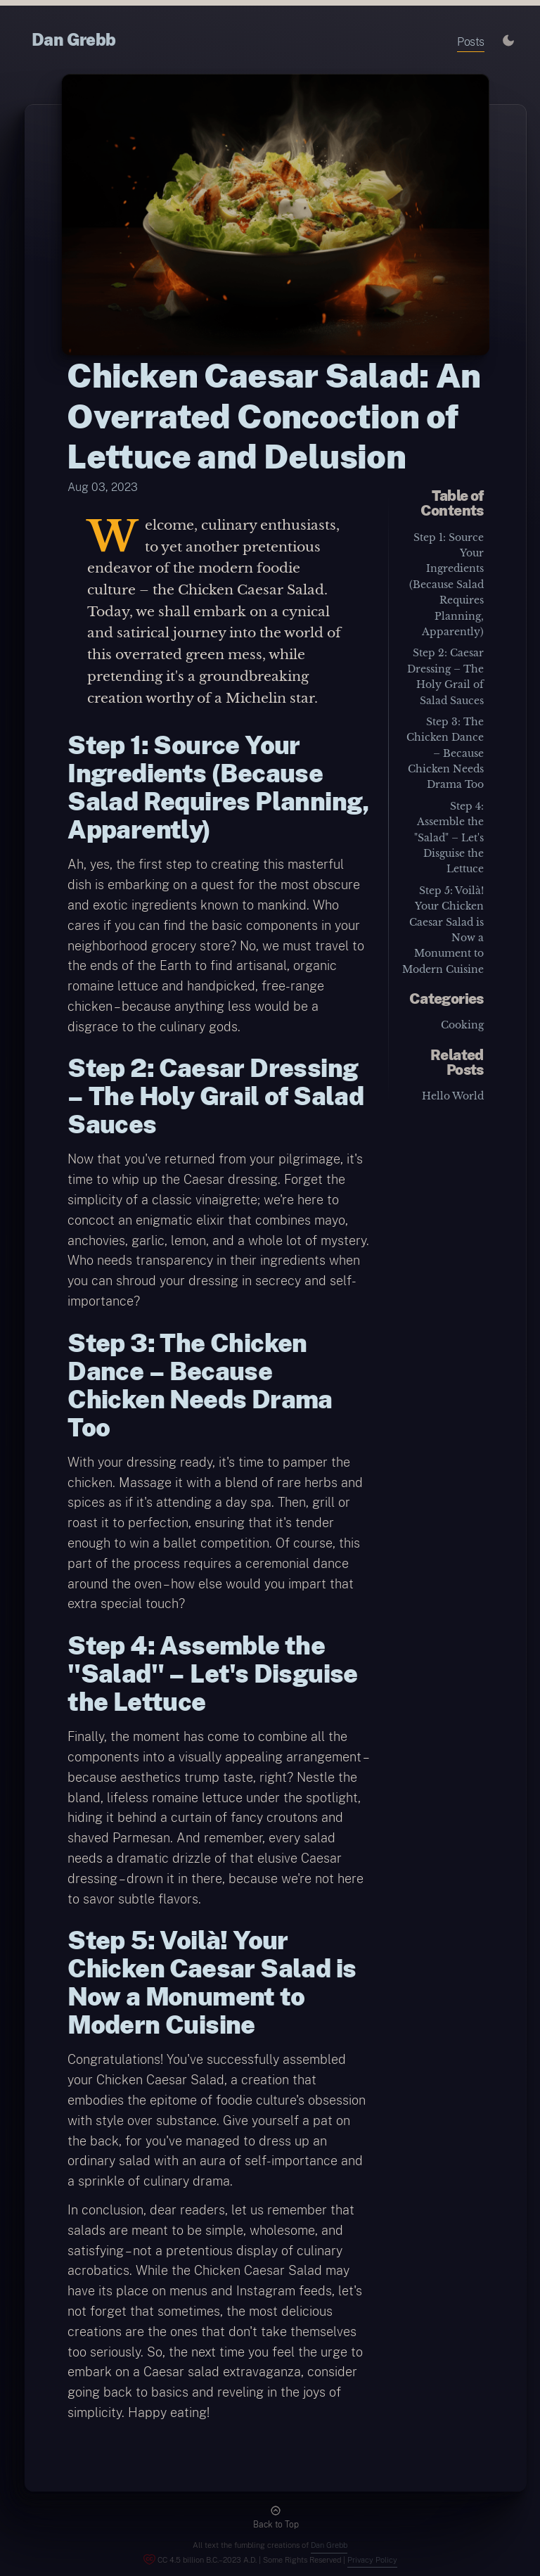 Dan Grebb
Posts
Chicken Caesar Salad: An
Overrated Concoction of
Lettuce and Delusion
Aug 03, 2023
Welcome, culinary enthusiasts,
to yet another pretentious
endeavor of the modern foodie
culture – the Chicken Caesar Salad.
Today, we shall embark on a cynical
and satirical journey into the world of
this overrated green mess, while
pretending it's a groundbreaking
creation worthy of a Michelin star.
Step 1: Source Your
Ingredients (Because
Salad Requires Planning,
Apparently)
Ah, yes, the first step to creating this masterful
dish is embarking on a quest for the most obscure
and exotic ingredients known to mankind. Who
cares if you can find the basic components in your
neighborhood grocery store? No, we must travel to
the ends of the Earth to find artisanal, organic
romaine lettuce and handpicked, free-range
chicken – because anything less would be a
disgrace to the culinary gods.
Step 2: Caesar Dressing
– The Holy Grail of Salad
Sauces
Now that you've returned from your pilgrimage, it's
time to whip up the Caesar dressing. Forget the
simplicity of a classic vinaigrette; we're here to
concoct an enigmatic elixir that combines mayo,
anchovies, garlic, lemon, and a whole lot of mystery.
Who needs transparency in their ingredients when
you can shroud your dressing in secrecy and self-
importance?
Step 3: The Chicken
Dance – Because
Chicken Needs Drama
Too
With your dressing ready, it's time to pamper the
chicken. Massage it with a blend of rare herbs and
spices as if it's attending a day spa. Then, grill or
roast it to perfection, ensuring that it's tender
enough to win a ballet competition. Of course, this
part of the process requires a ceremonial dance
around the oven – how else would you impart that
extra special touch?
Step 4: Assemble the
"Salad" – Let's Disguise
the Lettuce
Finally, the moment has come to combine all the
components into a visually appealing arrangement –
because aesthetics trump taste, right? Nestle the
bland, lifeless romaine lettuce under the spotlight,
hiding it behind a curtain of fancy croutons and
shaved Parmesan. And remember, every salad
needs a dramatic drizzle of that elusive Caesar
dressing – drown it in there, because we're not here
to savor subtle flavors.
Step 5: Voilà! Your
Chicken Caesar Salad is
Now a Monument to
Modern Cuisine
Congratulations! You've successfully assembled
your Chicken Caesar Salad, a creation that
embodies the epitome of foodie culture's obsession
with style over substance. Give yourself a pat on
the back, for you've managed to dress up an
ordinary salad with an aura of self-importance and
a sprinkle of culinary drama.
In conclusion, dear readers, let us remember that
salads are meant to be simple, wholesome, and
satisfying – not a pretentious display of culinary
acrobatics. While the Chicken Caesar Salad may
have its place on menus and Instagram feeds, let's
not forget that sometimes, the most delicious
creations are the ones that don't take themselves
too seriously. So, the next time you feel the urge to
embark on a Caesar salad extravaganza, consider
going back to basics and reveling in the joys of
simplicity. Happy eating!
Table of
Contents
Step 1: Source
Your
Ingredients
(Because Salad
Requires
Planning,
Apparently)
Step 2: Caesar
Dressing – The
Holy Grail of
Salad Sauces
Step 3: The
Chicken Dance
– Because
Chicken Needs
Drama Too
Step 4:
Assemble the
"Salad" – Let's
Disguise the
Lettuce
Step 5: Voilà!
Your Chicken
Caesar Salad is
Now a
Monument to
Modern Cuisine
Categories
Cooking
Related
Posts
Hello World
Back to Top
All text the fumbling creations of Dan Grebb
CC 4.5 billion B.C.–2023 A.D. | Some Rights Reserved | Privacy Policy